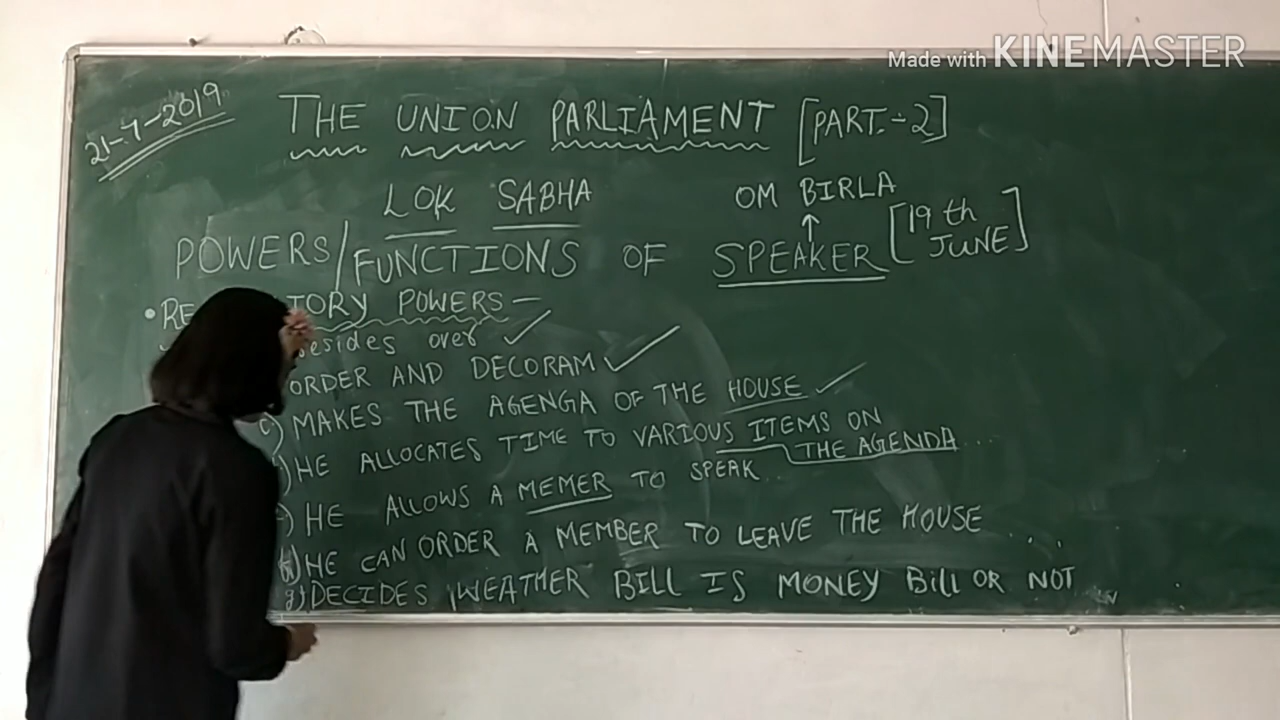 Made with KINEMASTER
21-7-2019
THE UNION PARLIAMENT [PART.-2]
LOK SABHA
OM BIRLA
POWERS/FUNCTIONS OF SPEAKER [19th JUNE]
• RE TORY POWERS –
esides over ✓
ORDER AND DECORAM ✓
c) MAKES THE AGENGA OF THE HOUSE ✓
) HE ALLOCATES TIME TO VARIOUS ITEMS ON
THE AGENDA....
) HE ALLOWS A MEMER TO SPEAK..
) HE CAN ORDER A MEMBER TO LEAVE THE HOUSE....
g) DECIDES WEATHER BILL IS MONEY Bill OR NOT